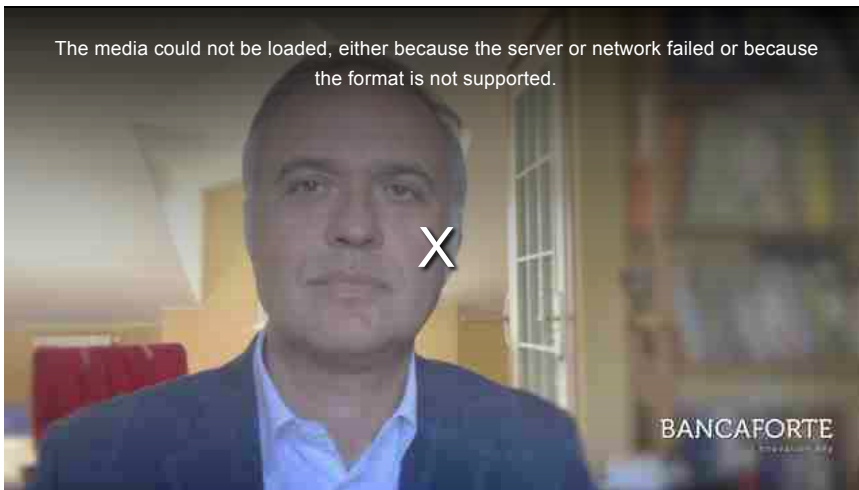 The media could not be loaded, either because the server or network failed or because
the format is not supported.
X
BANCAFORTE